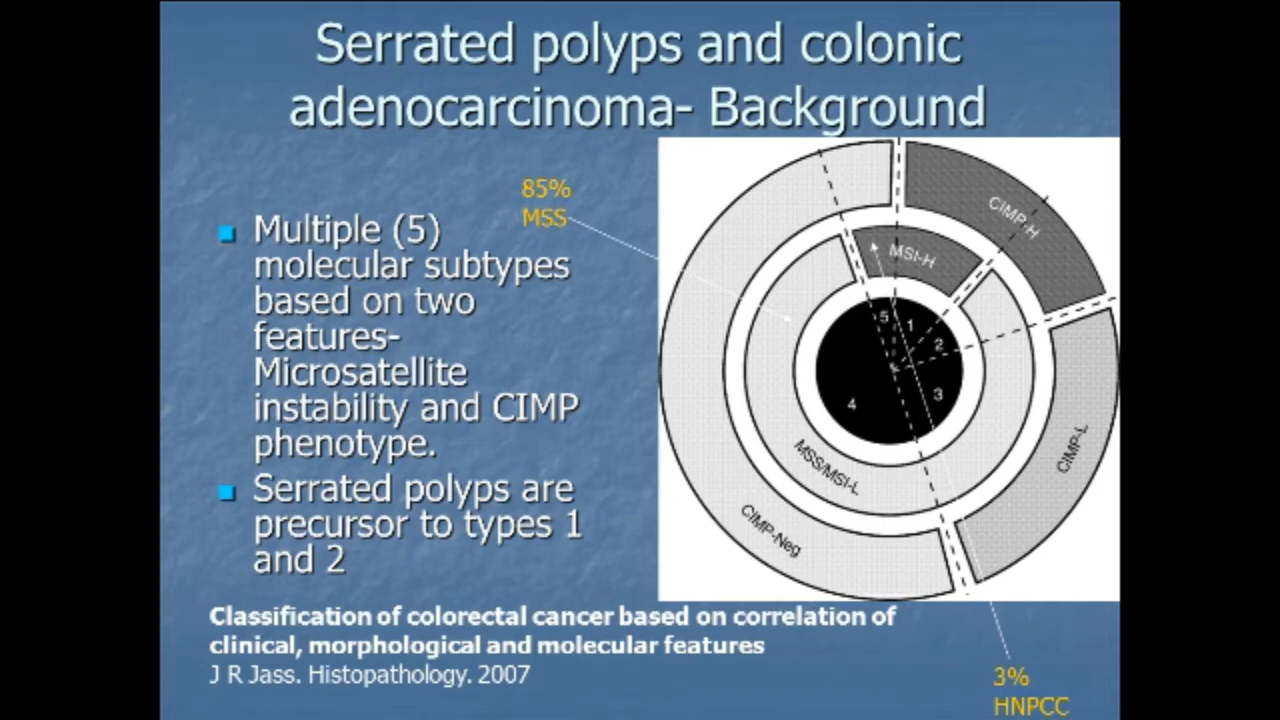 Serrated polyps and colonic
adenocarcinoma- Background
85%
MSS
Multiple (5)
molecular subtypes
based on two
features-
Microsatellite
instability and CIMP
phenotype.
Serrated polyps are
precursor to types 1
and 2
CIMP-H
MSI-H
5
1
2
3
4
MSS/MSI-L
CIMP-L
CIMP-Neg
Classification of colorectal cancer based on correlation of
clinical, morphological and molecular features
J R Jass. Histopathology. 2007
3%
HNPCC